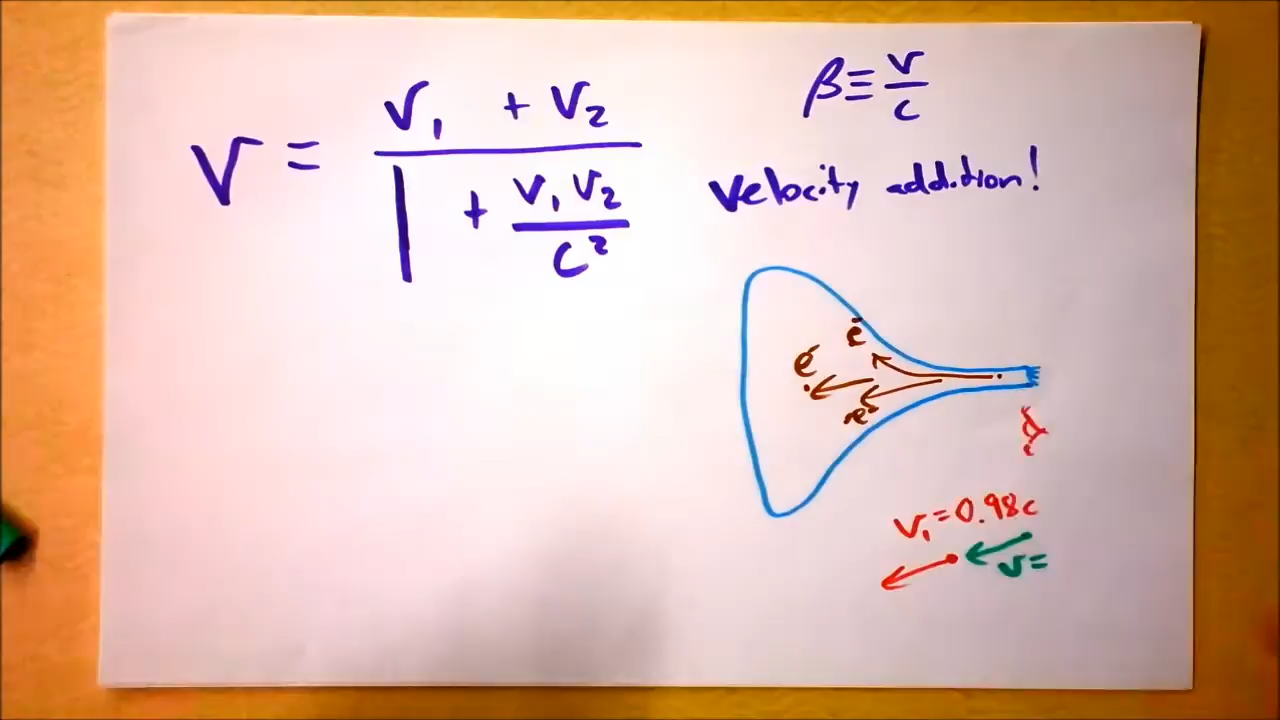 V = (V₁ + V₂) / (1 + V₁V₂/c²)
β ≡ v/c
Velocity addition!
e⁻
e⁻
e⁻
V₁ = 0.98c
V =